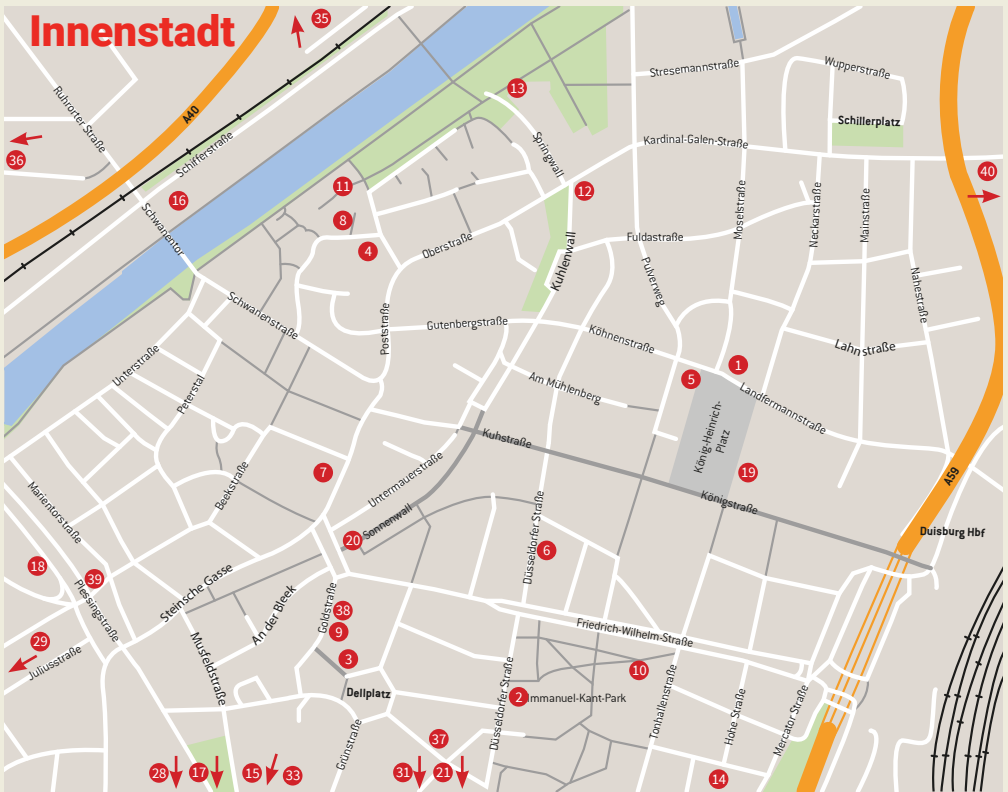 Innenstadt
35
Ruhrorter Straße
A40
Schifferstraße
36
16
Schwanentor
11
8
4
13
Springwall
12
Stresemannstraße
Wupperstraße
Schillerplatz
Kardinal-Galen-Straße
40
Moselstraße
Neckarstraße
Mainstraße
Nahestraße
Oberstraße
Kuhlenwall
Fuldastraße
Pulverweg
Schwanenstraße
Poststraße
Gutenbergstraße
Köhnenstraße
Lahnstraße
Unterstraße
Peterstal
Am Mühlenberg
5
1
Landfermannstraße
König-Heinrich-
Platz
Kuhstraße
Königstraße
19
A59
Duisburg Hbf
7
Beekstraße
Untermauerstraße
Sonnenwall
20
Marientorstraße
18
39
Plessingstraße
Steinsche Gasse
An der Bleek
Düsseldorfer Straße
6
29
Juliusstraße
Musfeldstraße
Goldstraße
38
9
3
Dellplatz
Friedrich-Wilhelm-Straße
10
2
Immanuel-Kant-Park
Düsseldorfer Straße
Tonhallenstraße
Hohe Straße
Mercator Straße
Grünstraße
37
28
17
15
33
31
21
14